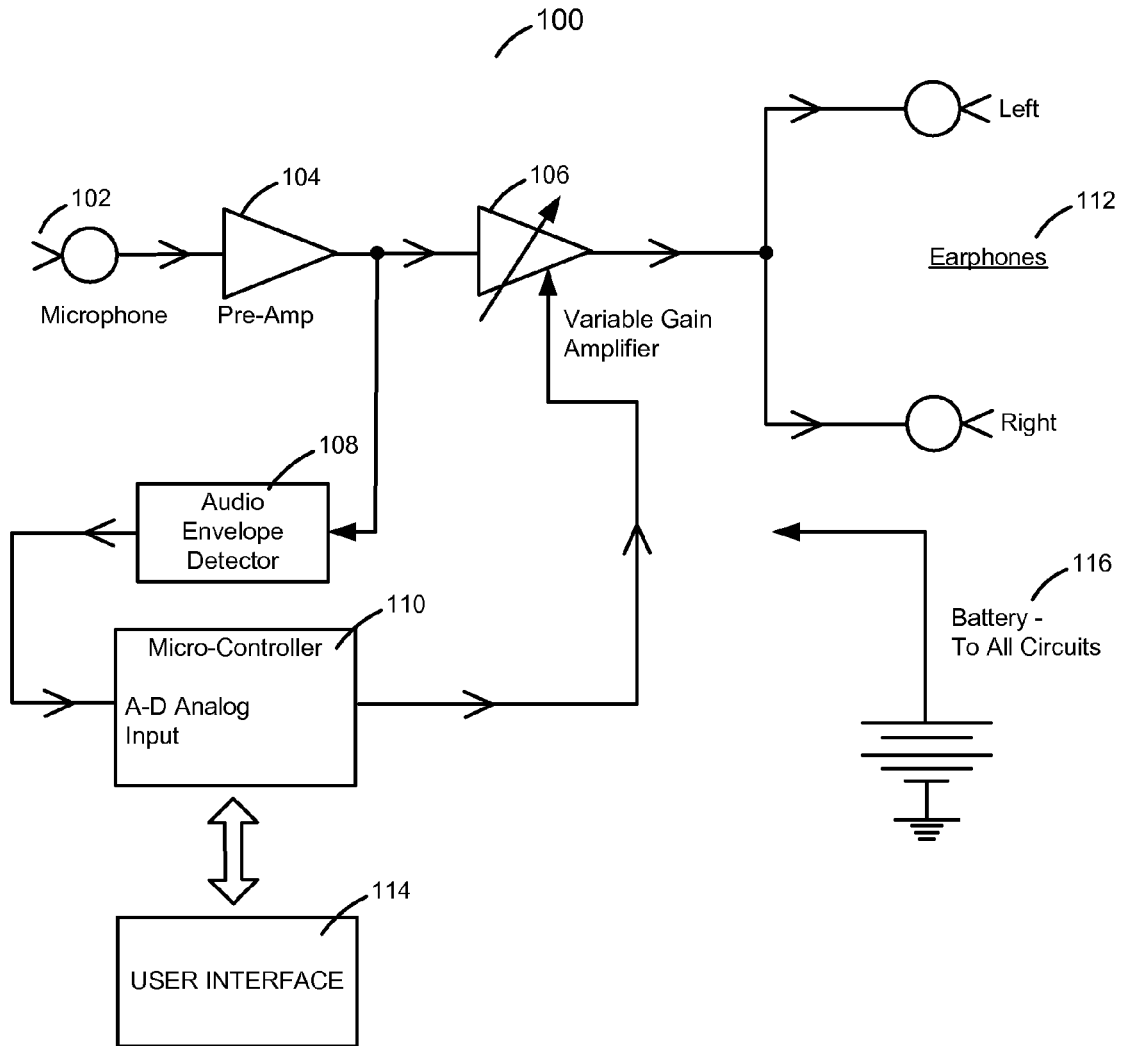 100
102
Microphone
104
Pre-Amp
106
Variable Gain
Amplifier
Left
112
Earphones
Right
108
Audio
Envelope
Detector
110
Micro-Controller
A-D Analog
Input
116
Battery -
To All Circuits
114
USER INTERFACE